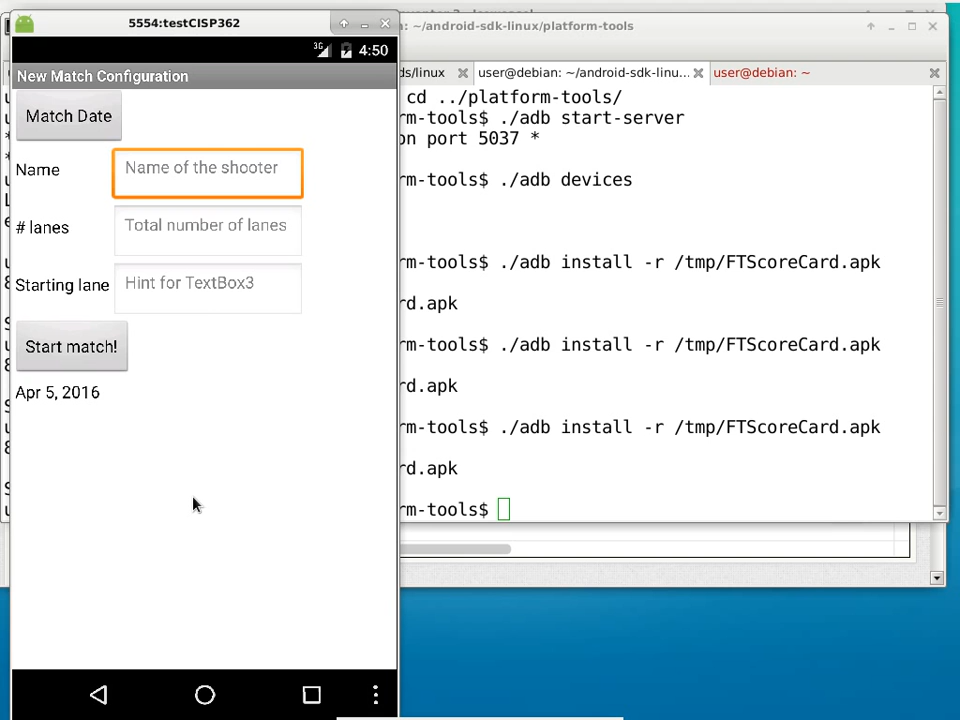 5554:testCISP362
: ~/android-sdk-linux/platform-tools
3G 4:50
New Match Configuration
ds/linux
user@debian: ~/android-sdk-linu...
user@debian: ~
Match Date
Name
Name of the shooter
# lanes
Total number of lanes
Starting lane
Hint for TextBox3
Start match!
Apr 5, 2016
cd ../platform-tools/
rm-tools$ ./adb start-server
on port 5037 *
rm-tools$ ./adb devices
rm-tools$ ./adb install -r /tmp/FTScoreCard.apk
rd.apk
rm-tools$ ./adb install -r /tmp/FTScoreCard.apk
rd.apk
rm-tools$ ./adb install -r /tmp/FTScoreCard.apk
rd.apk
rm-tools$